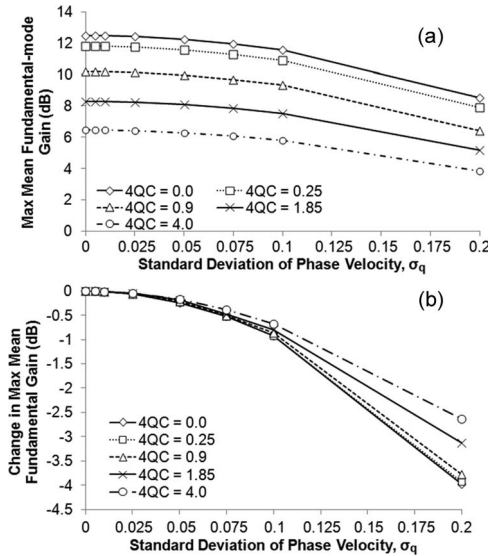 14
12
10
8
6
4
2
0
Max Mean Fundamental-mode
Gain (dB)
(a)
4QC = 0.0
4QC = 0.25
4QC = 0.9
4QC = 1.85
4QC = 4.0
0 0.025 0.05 0.075 0.1 0.125 0.15 0.175 0.2
Standard Deviation of Phase Velocity, σq
0
-0.5
-1
-1.5
-2
-2.5
-3
-3.5
-4
-4.5
Change in Max Mean
Fundamental Gain (dB)
(b)
4QC = 0.0
4QC = 0.25
4QC = 0.9
4QC = 1.85
4QC = 4.0
0 0.025 0.05 0.075 0.1 0.125 0.15 0.175 0.2
Standard Deviation of Phase Velocity, σq